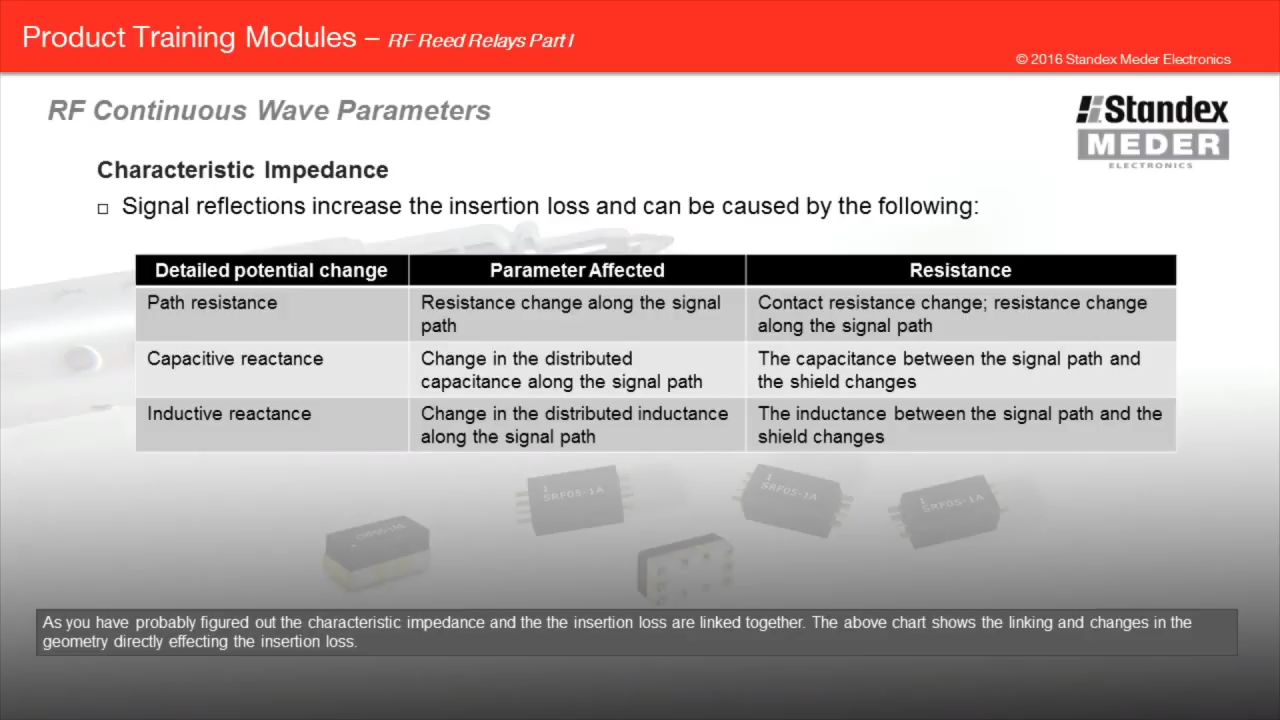 Product Training Modules – RF Reed Relays Part I
© 2016 Standex Meder Electronics
RF Continuous Wave Parameters
Standex
MEDER
ELECTRONICS
Characteristic Impedance
Signal reflections increase the insertion loss and can be caused by the following:
Detailed potential change
Parameter Affected
Resistance
Path resistance
Resistance change along the signal
path
Contact resistance change; resistance change
along the signal path
Capacitive reactance
Change in the distributed
capacitance along the signal path
The capacitance between the signal path and
the shield changes
Inductive reactance
Change in the distributed inductance
along the signal path
The inductance between the signal path and the
shield changes
1
SRF05-1A
1
SRF05-1A
1
SRF05-1A
As you have probably figured out the characteristic impedance and the the insertion loss are linked together. The above chart shows the linking and changes in the
geometry directly effecting the insertion loss.